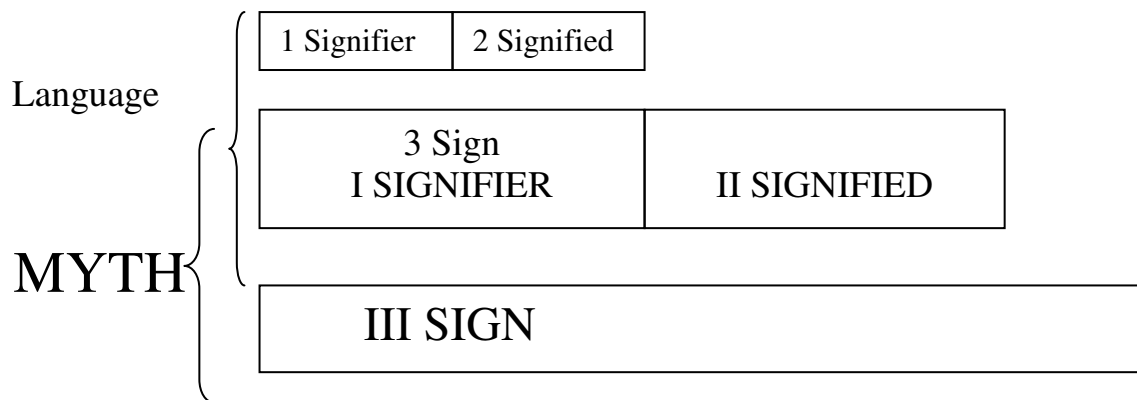 1 Signifier 2 Signified
Language
3 Sign
I SIGNIFIER II SIGNIFIED
MYTH
III SIGN